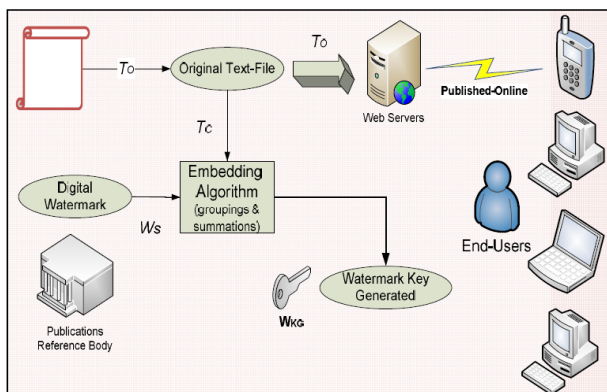 To
Original Text-File
To
Web Servers
Published-Online
Tc
Digital
Watermark
Ws
Embedding
Algorithm
(groupings &
summations)
End-Users
WKG
Watermark Key
Generated
Publications
Reference Body